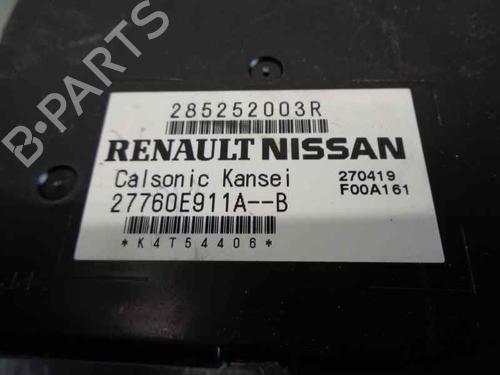 285252003R
RENAULT NISSAN
Calsonic Kansei
270419
F00A161
27760E911A--B
*K4T54406*
B-PARTS